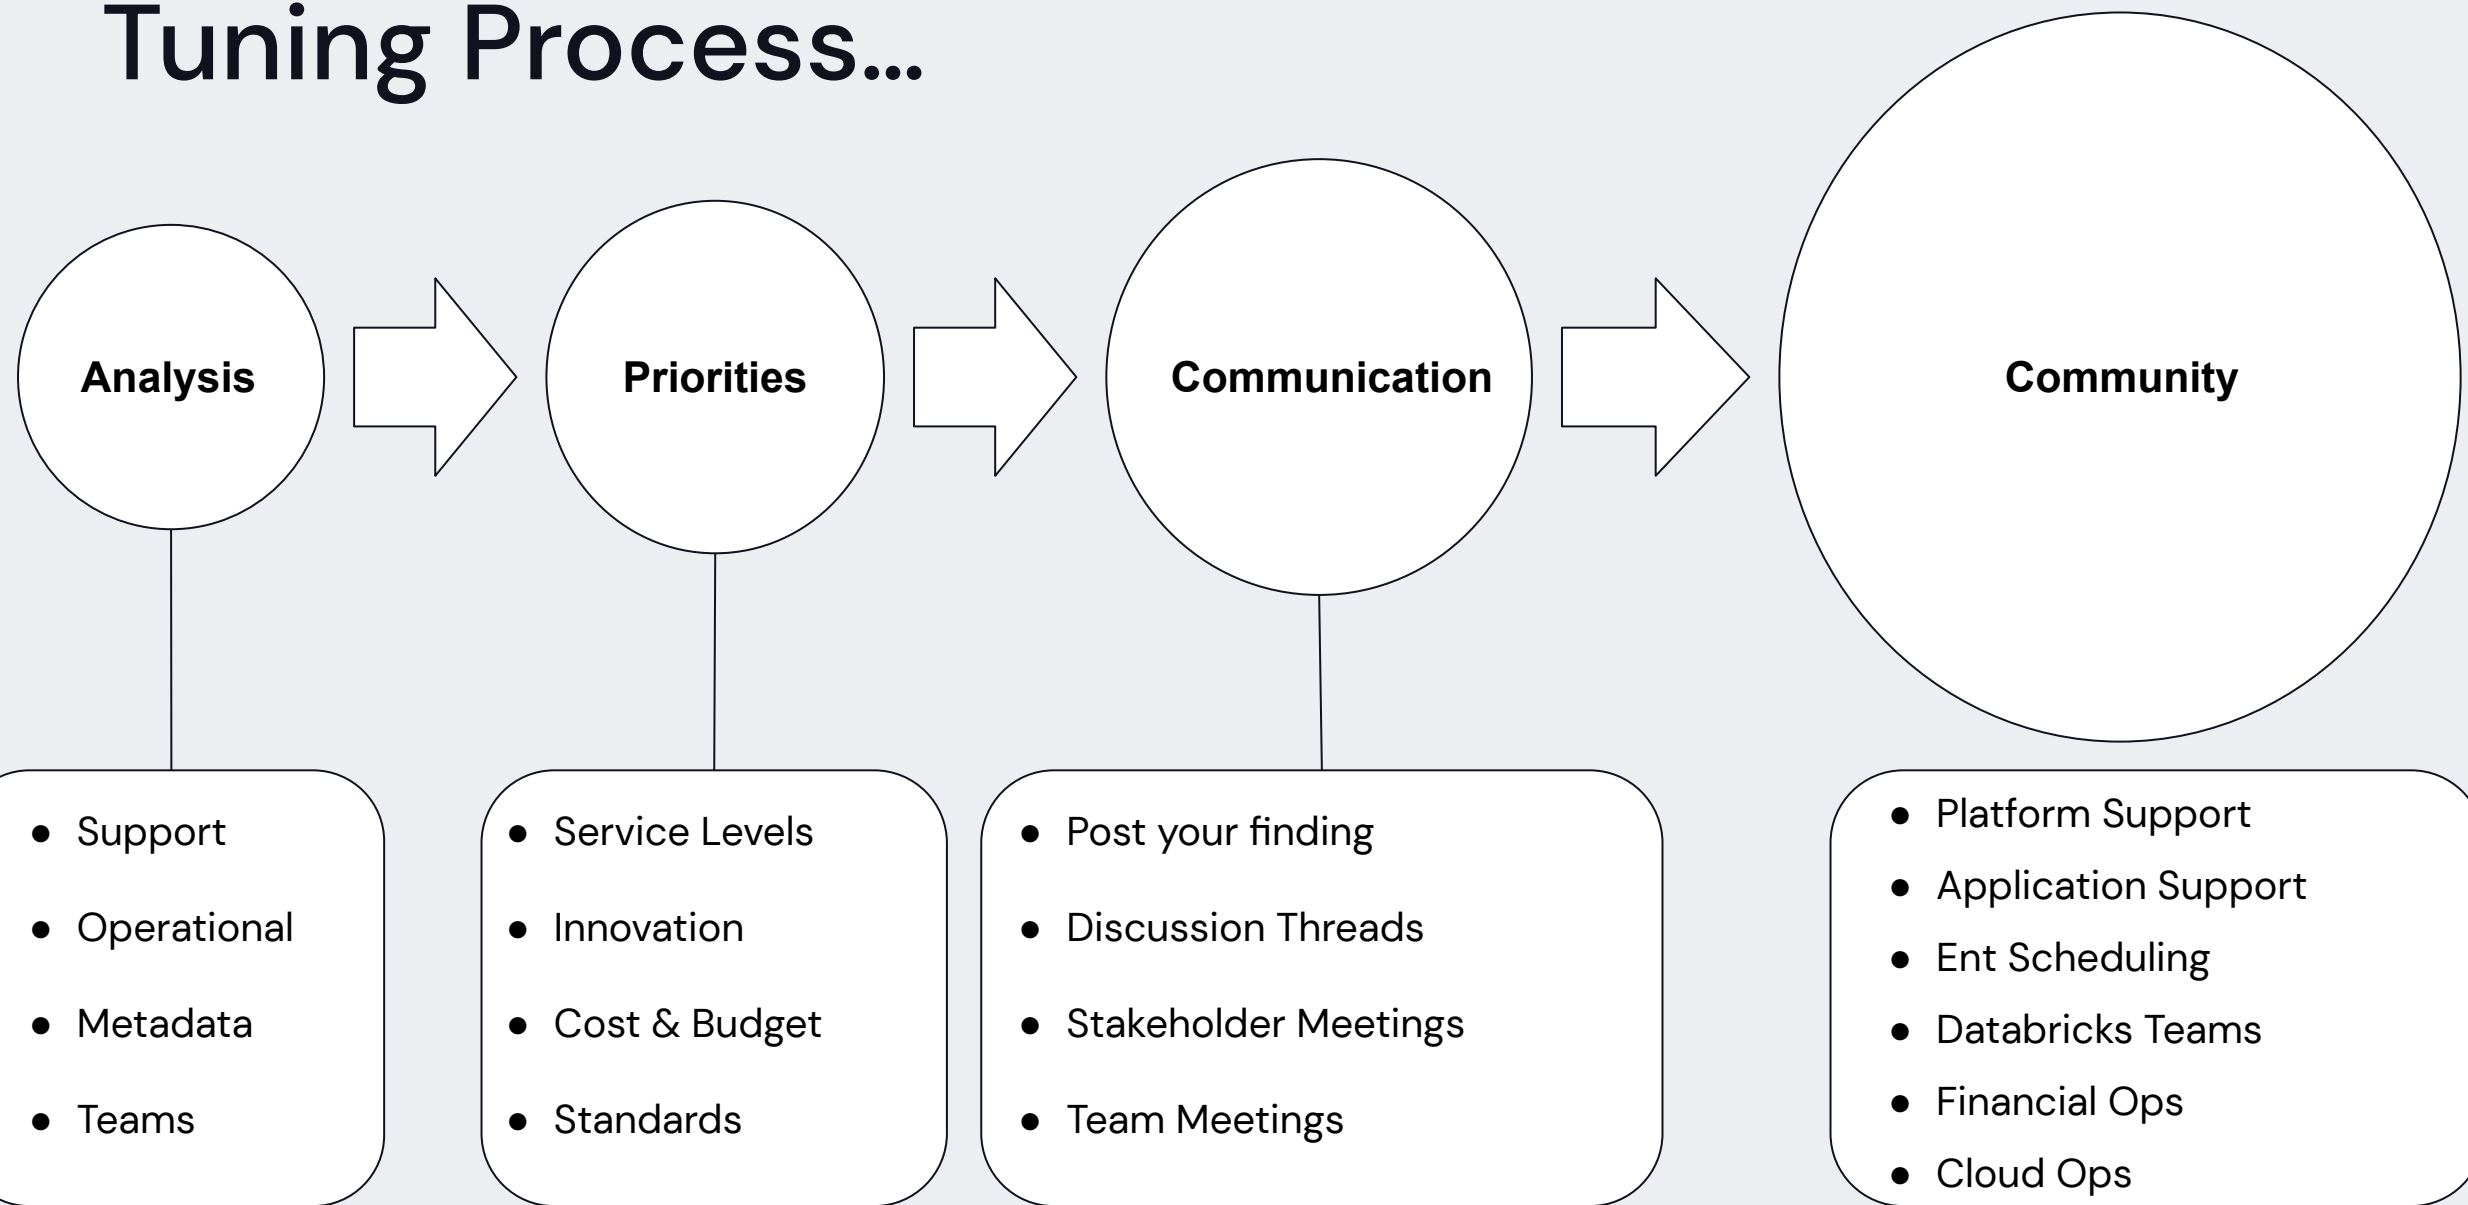 Tuning Process...
Analysis
Priorities
Communication
Community
● Support
● Operational
● Metadata
● Teams
● Service Levels
● Innovation
● Cost & Budget
● Standards
● Post your finding
● Discussion Threads
● Stakeholder Meetings
● Team Meetings
● Platform Support
● Application Support
● Ent Scheduling
● Databricks Teams
● Financial Ops
● Cloud Ops